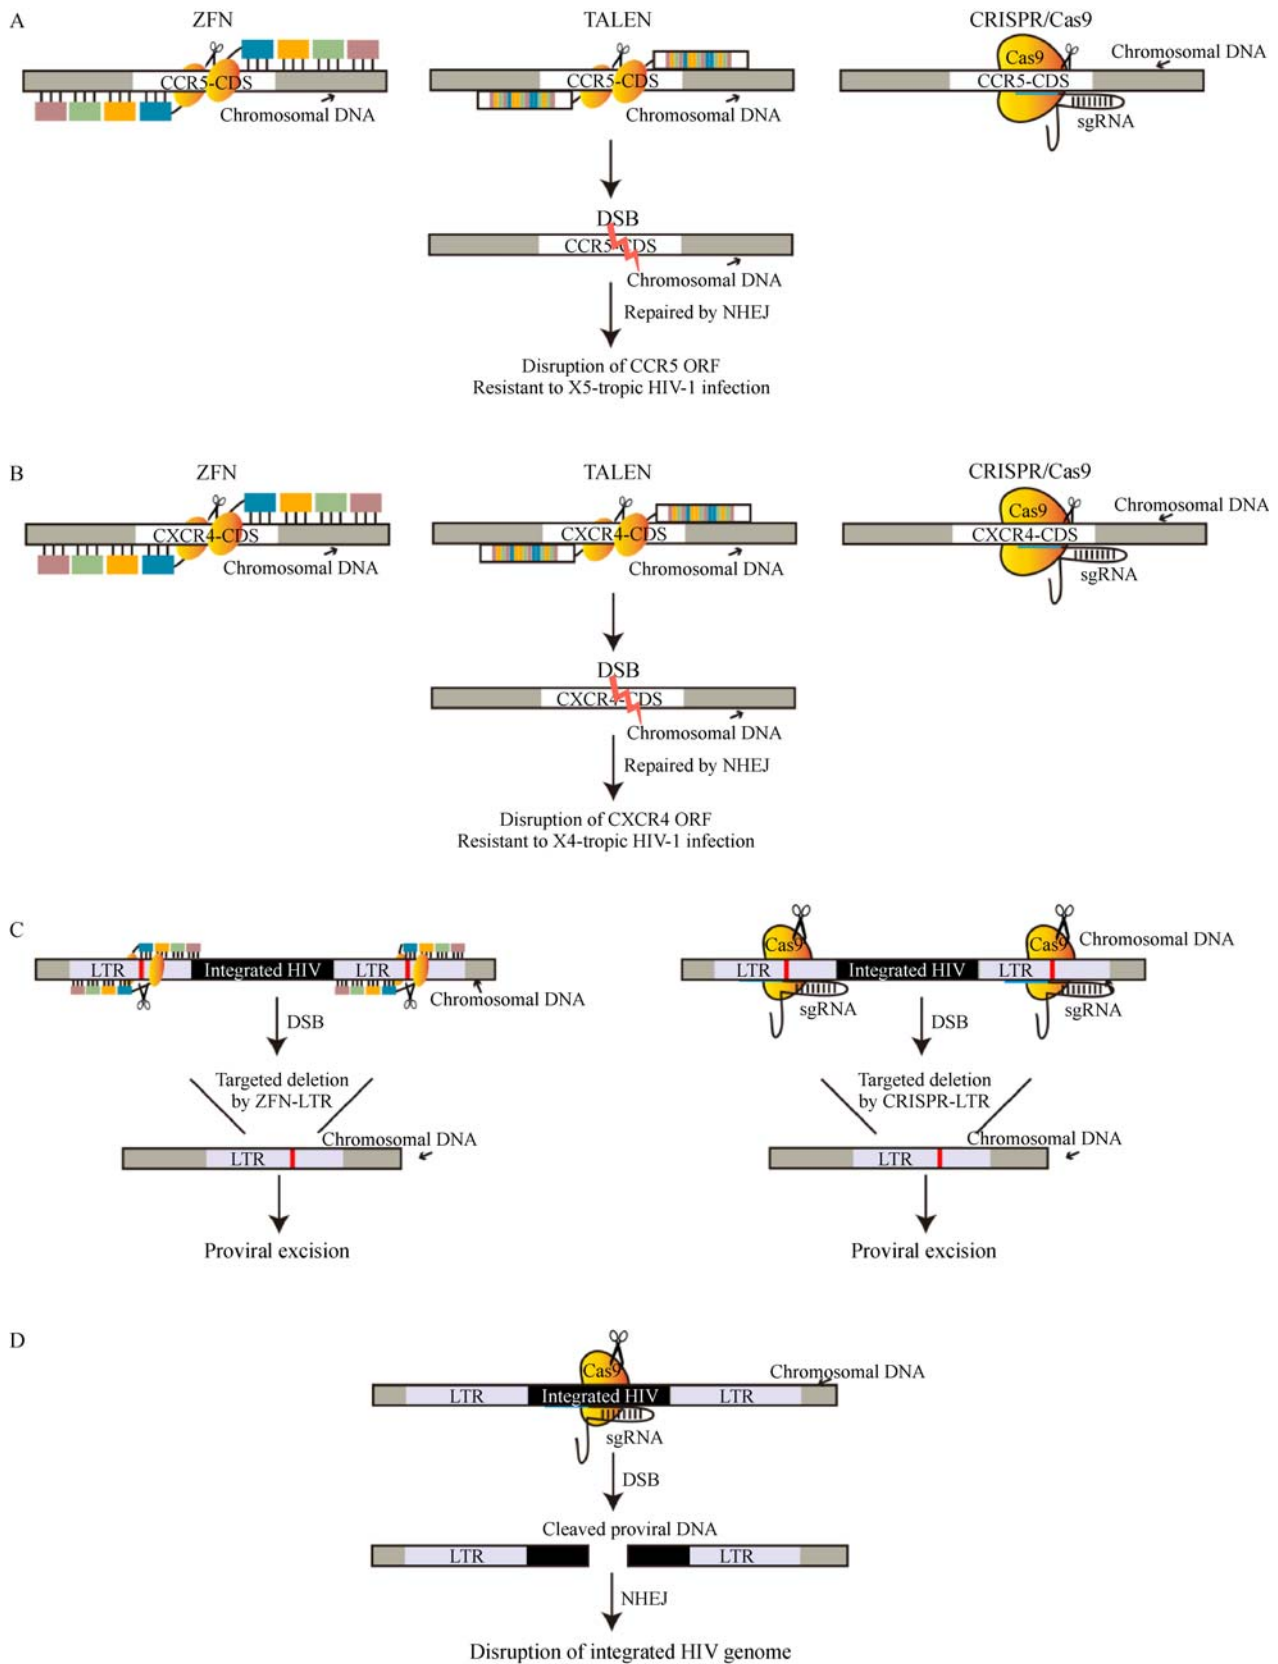 A
ZFN
TALEN
CRISPR/Cas9
Cas9
Chromosomal DNA
CCR5-CDS
CCR5-CDS
CCR5-CDS
Chromosomal DNA
Chromosomal DNA
sgRNA
DSB
CCR5-CDS
Chromosomal DNA
Repaired by NHEJ
Disruption of CCR5 ORF
Resistant to X5-tropic HIV-1 infection
B
ZFN
TALEN
CRISPR/Cas9
Cas9
Chromosomal DNA
CXCR4-CDS
CXCR4-CDS
CXCR4-CDS
Chromosomal DNA
Chromosomal DNA
sgRNA
DSB
CXCR4-CDS
Chromosomal DNA
Repaired by NHEJ
Disruption of CXCR4 ORF
Resistant to X4-tropic HIV-1 infection
C
LTR
Integrated HIV
LTR
Chromosomal DNA
DSB
Targeted deletion
by ZFN-LTR
Chromosomal DNA
LTR
Proviral excision
Cas9
Cas9
Chromosomal DNA
LTR
Integrated HIV
LTR
sgRNA
sgRNA
DSB
Targeted deletion
by CRISPR-LTR
Chromosomal DNA
LTR
Proviral excision
D
Cas9
Chromosomal DNA
LTR
Integrated HIV
LTR
sgRNA
DSB
Cleaved proviral DNA
LTR
LTR
NHEJ
Disruption of integrated HIV genome